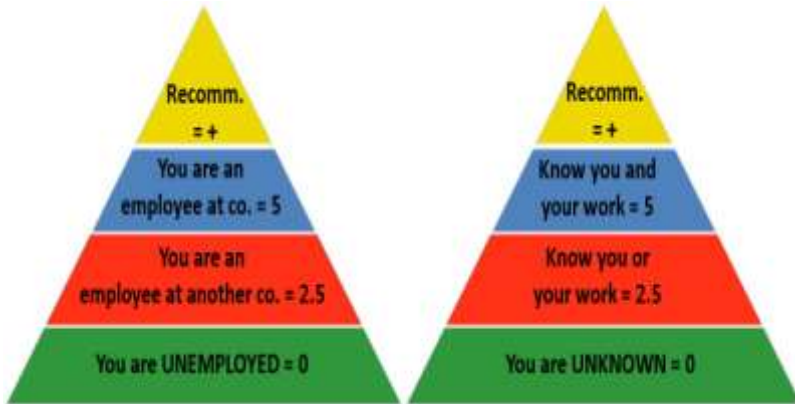 Recomm.
= +
You are an
employee at co. = 5
You are an
employee at another co. = 2.5
You are UNEMPLOYED = 0
Recomm.
= +
Know you and
your work = 5
Know you or
your work = 2.5
You are UNKNOWN = 0